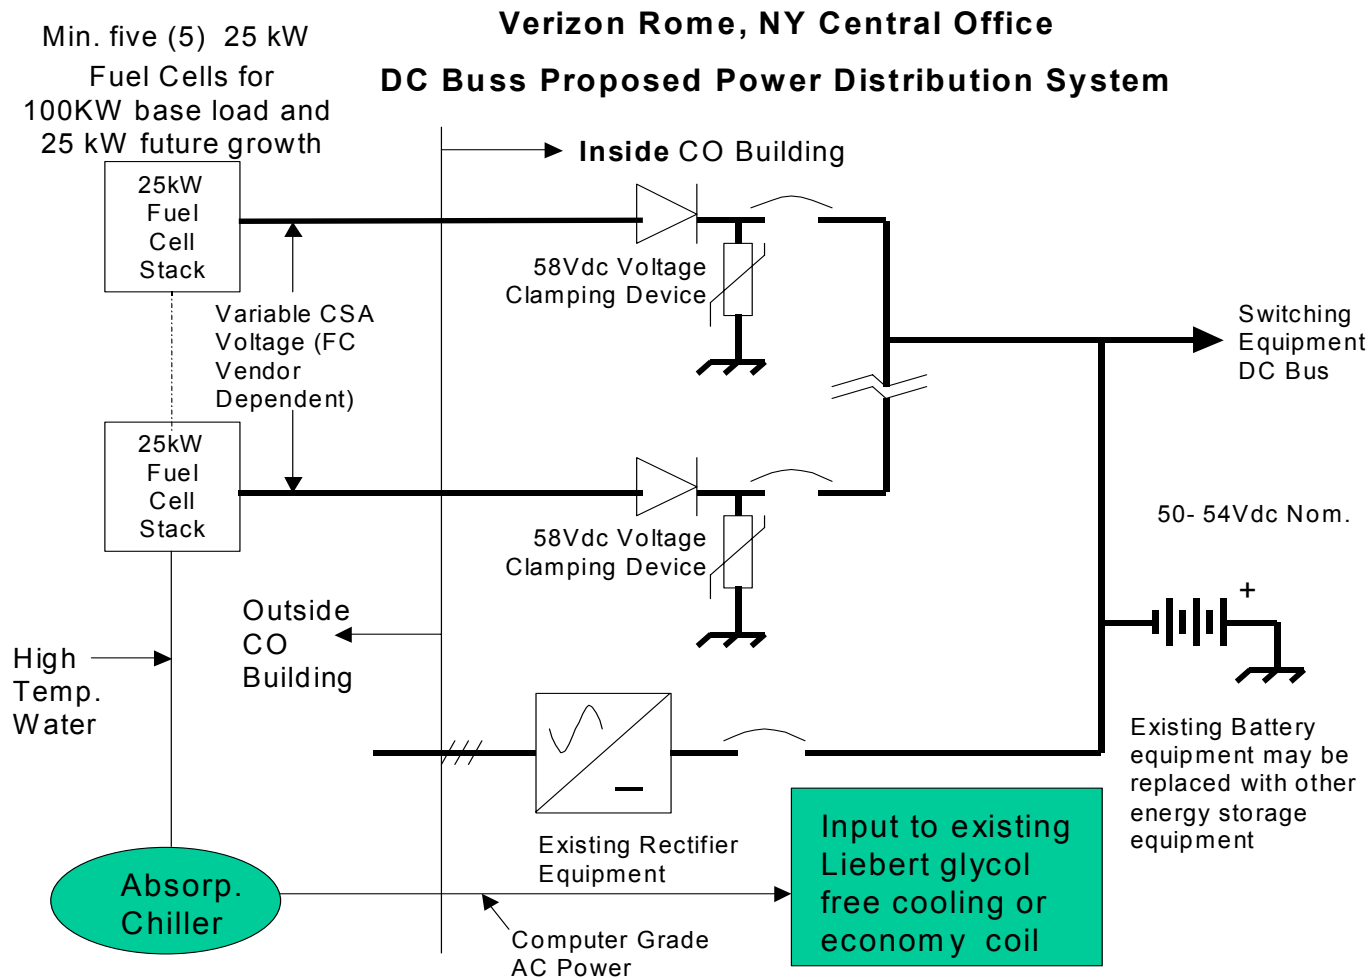 Verizon Rome, NY Central Office
DC Buss Proposed Power Distribution System
Min. five (5)  25 kW
Fuel Cells for
100KW base load and
25 kW future growth
Inside CO Building
25kW
Fuel
Cell
Stack
58Vdc Voltage
Clamping Device
Variable CSA
Voltage (FC
Vendor
Dependent)
Switching
Equipment
DC Bus
25kW
Fuel
Cell
Stack
58Vdc Voltage
Clamping Device
50- 54Vdc Nom.
+
Outside
CO
Building
High
Temp.
Water
Existing Battery
equipment may be
replaced with other
energy storage
equipment
Existing Rectifier
Equipment
Input to existing
Liebert glycol
free cooling or
economy coil
Absorp.
Chiller
Computer Grade
AC Power